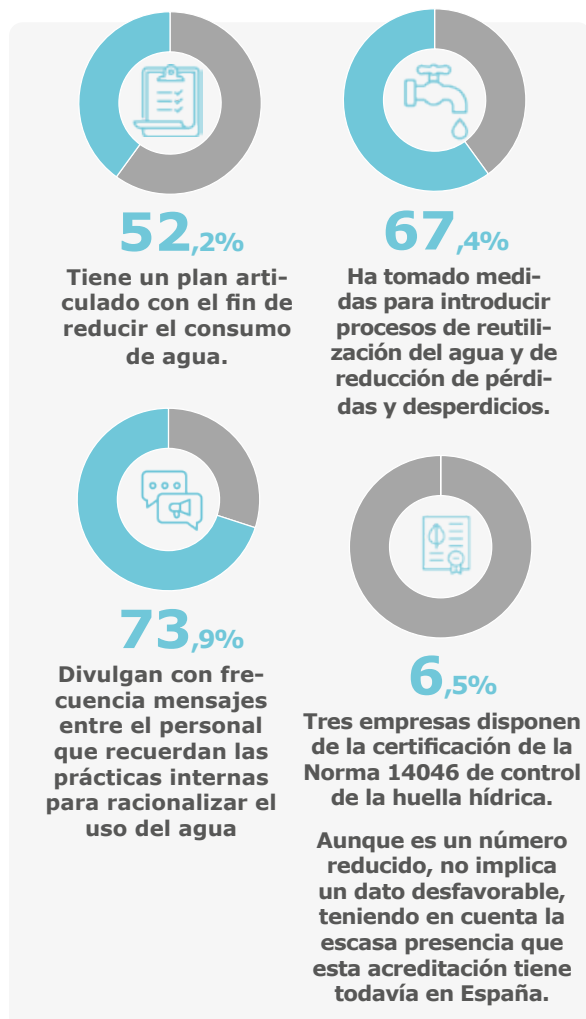 52,2%
Tiene un plan arti-
culado con el fin de
reducir el consumo
de agua.
67,4%
Ha tomado medi-
das para introducir
procesos de reutili-
zación del agua y de
reducción de pérdi-
das y desperdicios.
73,9%
Divulgan con fre-
cuencia mensajes
entre el personal
que recuerdan las
prácticas internas
para racionalizar el
uso del agua
6,5%
Tres empresas disponen
de la certificación de la
Norma 14046 de control
de la huella hídrica.
Aunque es un número
reducido, no implica
un dato desfavorable,
teniendo en cuenta la
escasa presencia que
esta acreditación tiene
todavía en España.